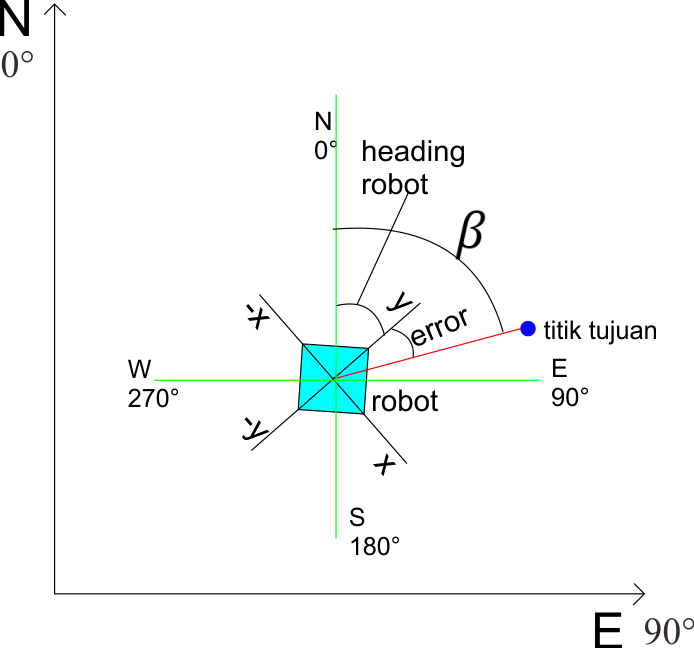 N
0°
N
0°
heading
robot
β
-x
y
error
titik tujuan
W
270°
E
90°
robot
-y
x
S
180°
E 90°